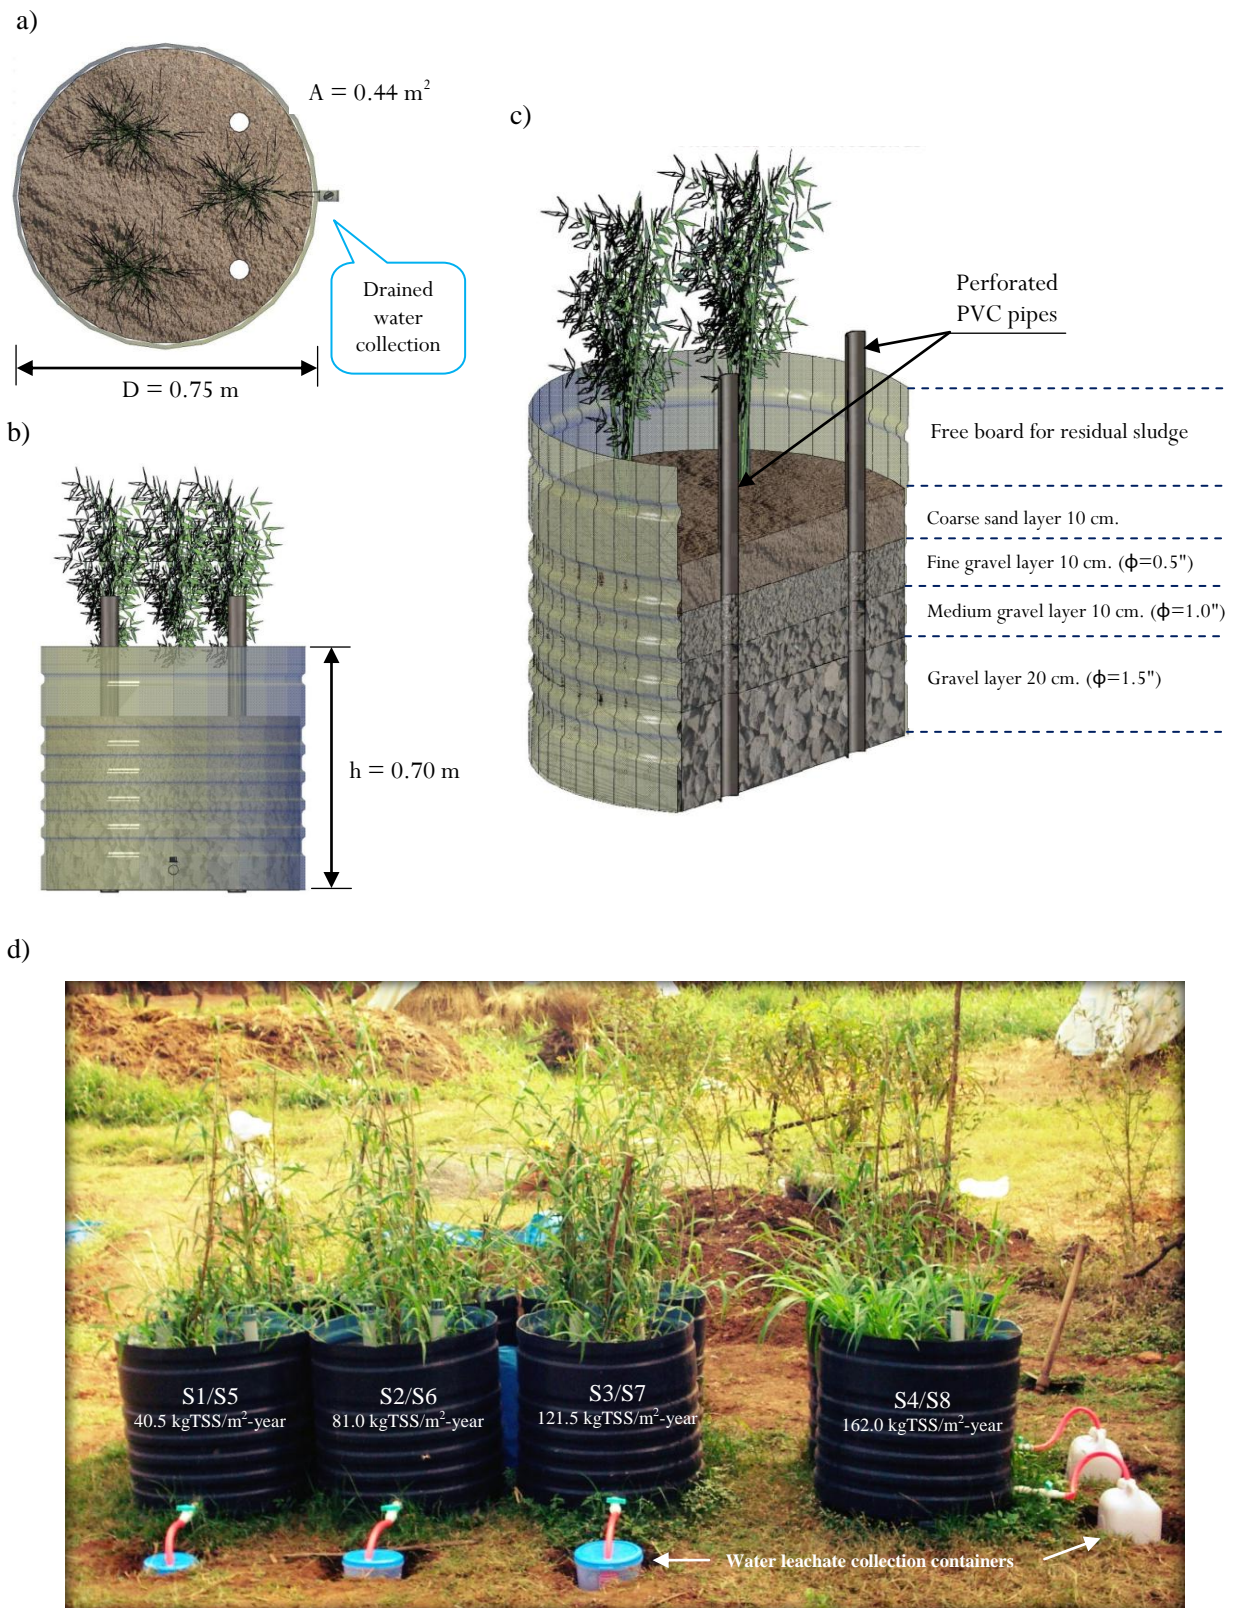 a)
A = 0.44 m²
Drained
water
collection
D = 0.75 m
b)
h = 0.70 m
c)
Perforated
PVC pipes
Free board for residual sludge
Coarse sand layer 10 cm.
Fine gravel layer 10 cm. (ϕ=0.5")
Medium gravel layer 10 cm. (ϕ=1.0")
Gravel layer 20 cm. (ϕ=1.5")
d)
S1/S5
40.5 kgTSS/m²-year
S2/S6
81.0 kgTSS/m²-year
S3/S7
121.5 kgTSS/m²-year
S4/S8
162.0 kgTSS/m²-year
Water leachate collection containers